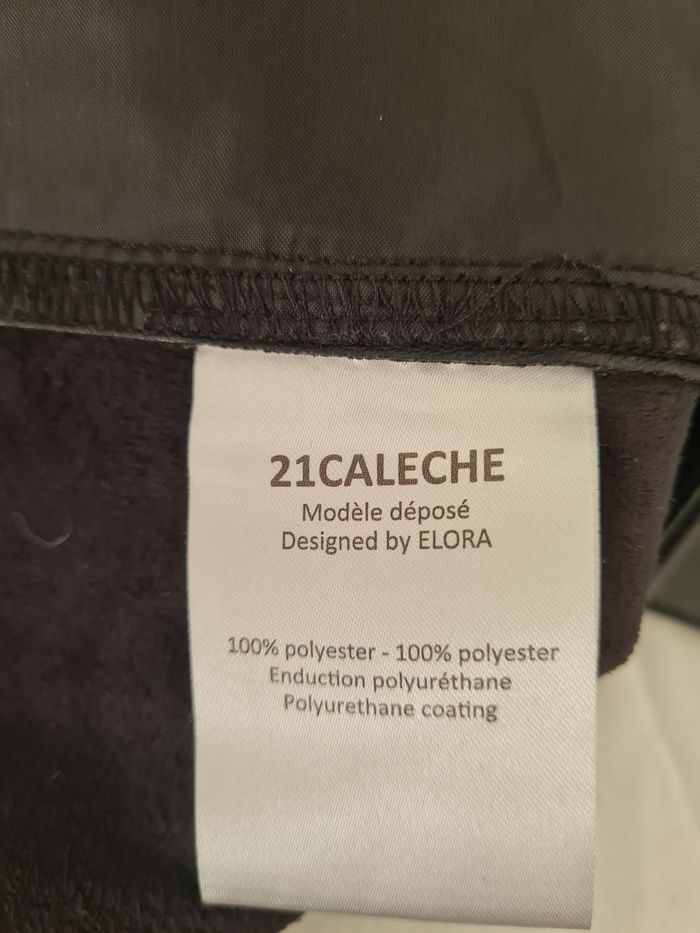 21CALECHE
Modèle déposé
Designed by ELORA
100% polyester - 100% polyester
Enduction polyuréthane
Polyurethane coating